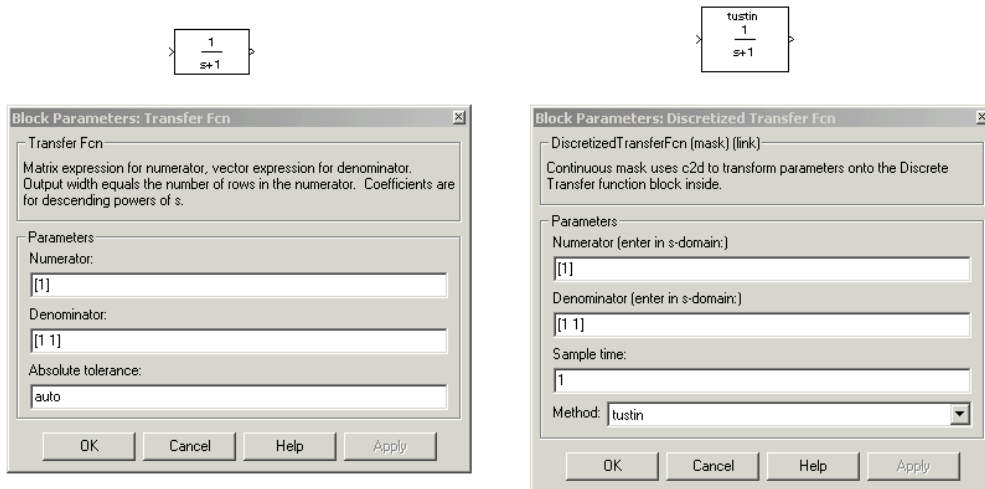 1
s+1
tustin
1
s+1
Block Parameters: Transfer Fcn
Transfer Fcn
Matrix expression for numerator, vector expression for denominator.
Output width equals the number of rows in the numerator.  Coefficients are
for descending powers of s.
Parameters
Numerator:
[1]
Denominator:
[1 1]
Absolute tolerance:
auto
OK Cancel Help Apply
Block Parameters: Discretized Transfer Fcn
DiscretizedTransferFcn (mask) (link)
Continuous mask uses c2d to transform parameters onto the Discrete
Transfer function block inside.
Parameters
Numerator (enter in s-domain:)
[1]
Denominator (enter in s-domain:)
[1 1]
Sample time:
1
Method: tustin
OK Cancel Help Apply